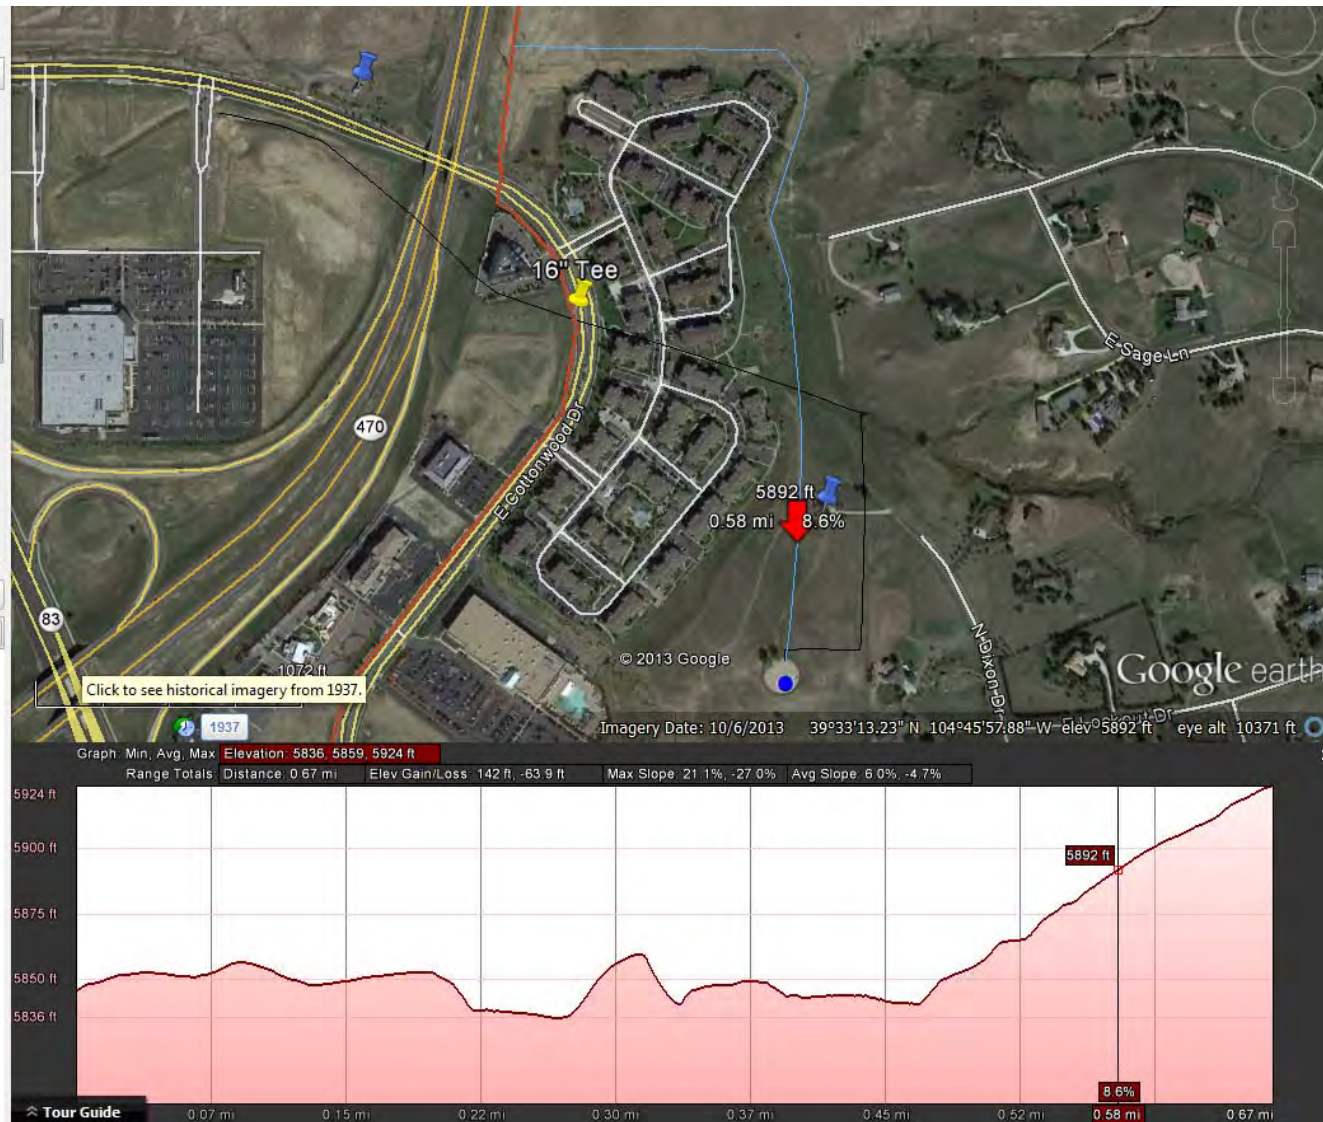 16" Tee
E Sage Ln
470
E Cottonwood Dr
5892 ft
0.58 mi 8.6%
83
N Dixon Dr
© 2013 Google
Google earth
1072 ft
Click to see historical imagery from 1937.
1937
Imagery Date: 10/6/2013 39°33'13.23" N 104°45'57.88" W elev 5892 ft eye alt 10371 ft
Graph: Min, Avg, Max Elevation: 5836, 5859, 5924 ft
Range Totals: Distance: 0.67 mi Elev Gain/Loss: 142 ft, -63.9 ft Max Slope: 21.1%, -27.0% Avg Slope: 6.0%, -4.7%
5924 ft
5900 ft
5892 ft
5875 ft
5850 ft
5836 ft
8.6%
Tour Guide 0.07 mi 0.15 mi 0.22 mi 0.30 mi 0.37 mi 0.45 mi 0.52 mi 0.58 mi 0.67 mi